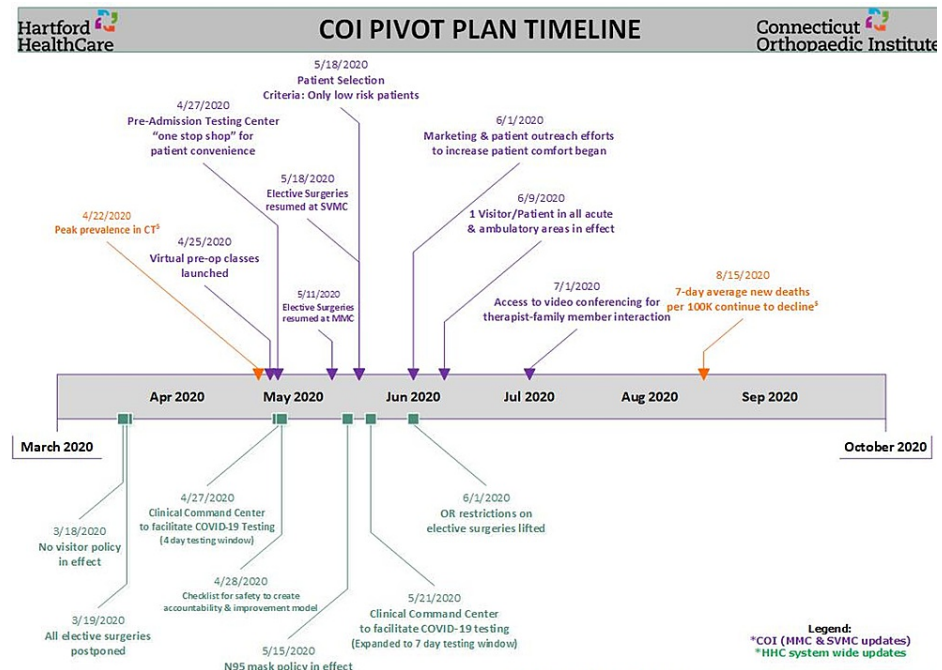 Hartford
HealthCare
COI PIVOT PLAN TIMELINE
Connecticut
Orthopaedic Institute
5/18/2020
Patient Selection
Criteria: Only low risk patients
4/27/2020
Pre-Admission Testing Center
"one stop shop" for
patient convenience
6/1/2020
Marketing & patient outreach efforts
to increase patient comfort began
5/18/2020
Elective Surgeries
resumed at SVMC
6/9/2020
1 Visitor/Patient in all acute
& ambulatory areas in effect
4/22/2020
Peak prevalence in CT$
4/25/2020
Virtual pre-op classes
launched
5/11/2020
Elective Surgeries
resumed at MMC
7/1/2020
Access to video conferencing for
therapist-family member interaction
8/15/2020
7-day average new deaths
per 100K continue to decline$
Apr 2020
May 2020
Jun 2020
Jul 2020
Aug 2020
Sep 2020
March 2020
October 2020
3/18/2020
No visitor policy
in effect
3/19/2020
All elective surgeries
postponed
4/27/2020
Clinical Command Center
to facilitate COVID-19 Testing
(4 day testing window)
4/28/2020
Checklist for safety to create
accountability & improvement model
5/15/2020
N95 mask policy in effect
5/21/2020
Clinical Command Center
to facilitate COVID-19 testing
(Expanded to 7 day testing window)
6/1/2020
OR restrictions on
elective surgeries lifted
Legend:
*COI (MMC & SVMC updates)
*HHC system wide updates